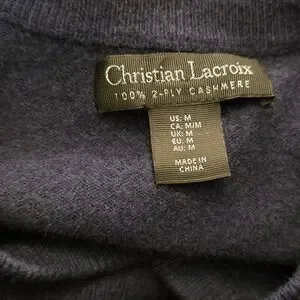 Christian Lacroix
100% 2-PLY CASHMERE
US: M
CA: M/M
UK: M
EU: M
AU: M
MADE IN
CHINA